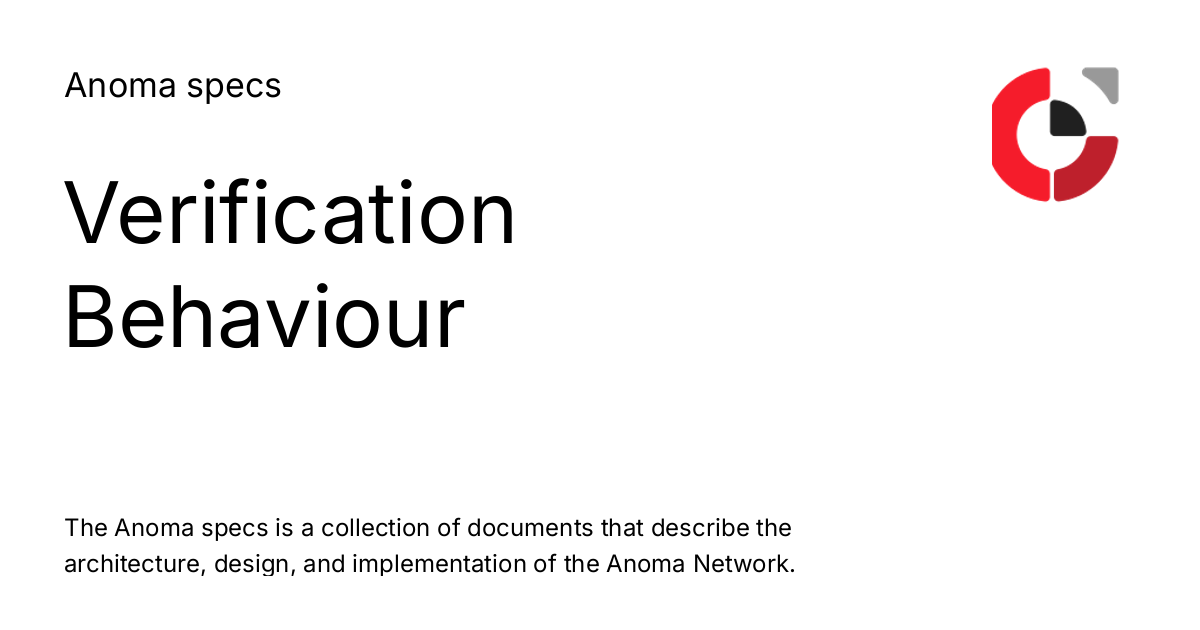 Anoma specs
Verification
Behaviour
The Anoma specs is a collection of documents that describe the
architecture, design, and implementation of the Anoma Network.